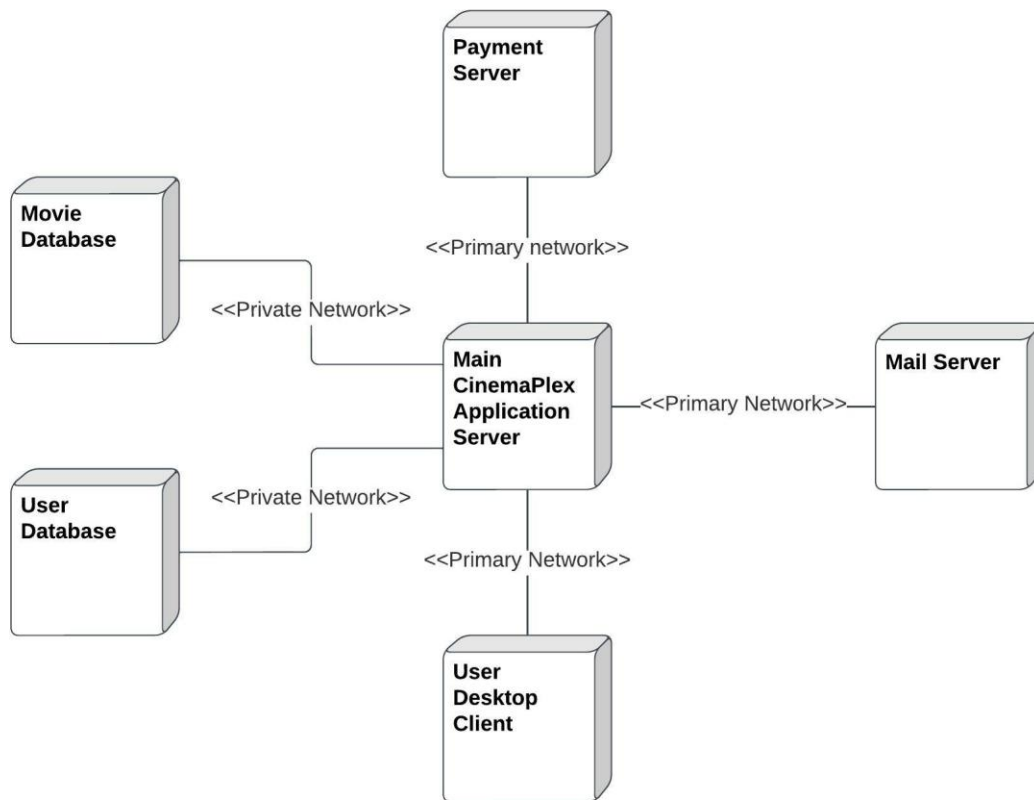 Payment
Server
Movie
Database
<<Primary network>>
<<Private Network>>
Main
CinemaPlex
Application
Server
Mail Server
<<Primary Network>>
User
Database
<<Private Network>>
<<Primary Network>>
User
Desktop
Client